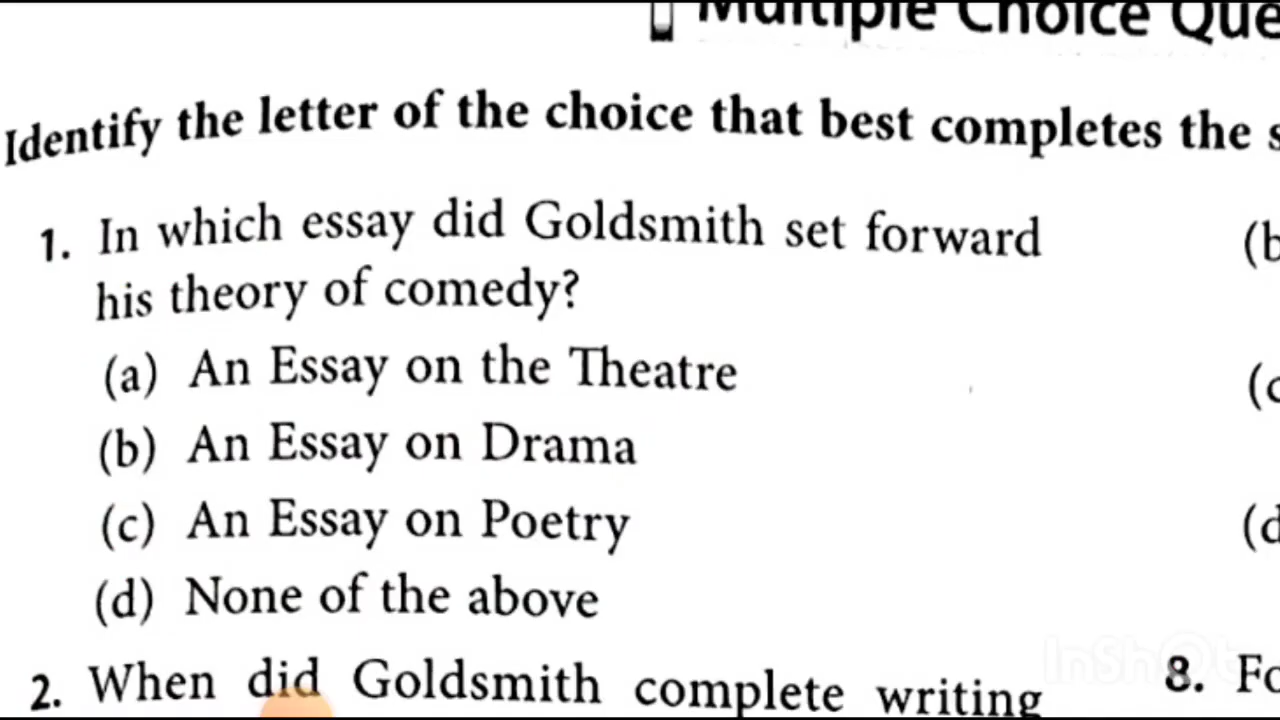 Multiple Choice Que
Identify the letter of the choice that best completes the s
1. In which essay did Goldsmith set forward
his theory of comedy?
(a) An Essay on the Theatre
(b) An Essay on Drama
(c) An Essay on Poetry
(d) None of the above
2. When did Goldsmith complete writing
(b
(c
(d
8. Fo
InShOt